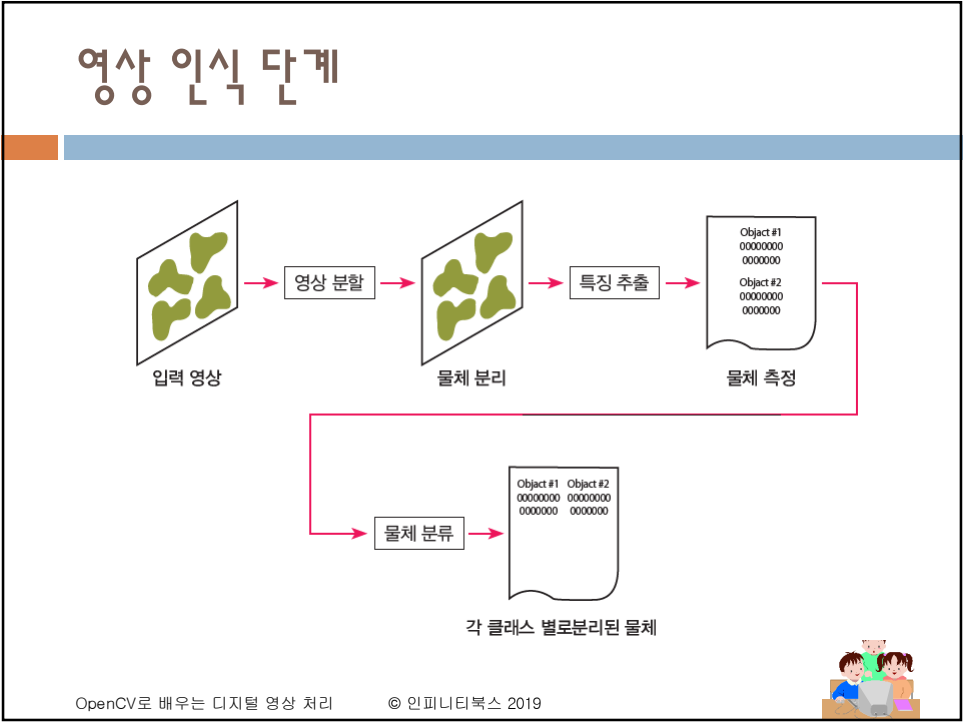 영상 인식 단계
영상 분할
특징 추출
Objact #1
00000000
0000000
Objact #2
00000000
0000000
입력 영상
물체 분리
물체 측정
물체 분류
Objact #1 Objact #2
00000000 00000000
0000000 0000000
각 클래스 별로분리된 물체
OpenCV로 배우는 디지털 영상 처리 © 인피니티북스 2019